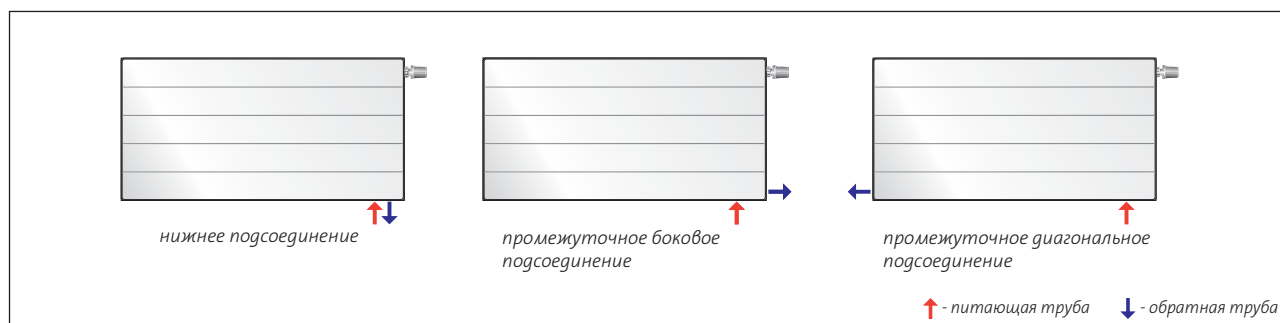 нижнее подсоединение
промежуточное боковое
подсоединение
промежуточное диагональное
подсоединение
- питающая труба
- обратная труба